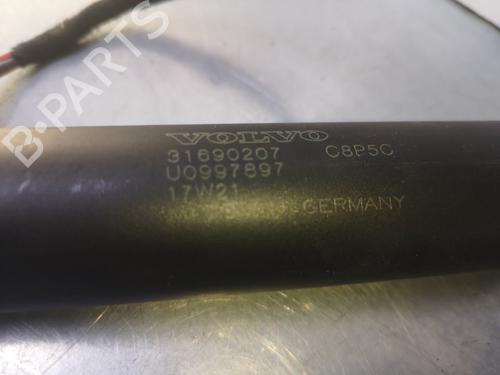 VOLVO
31690207 C8P5C
U0997897
17W21
GERMANY
B-PARTS